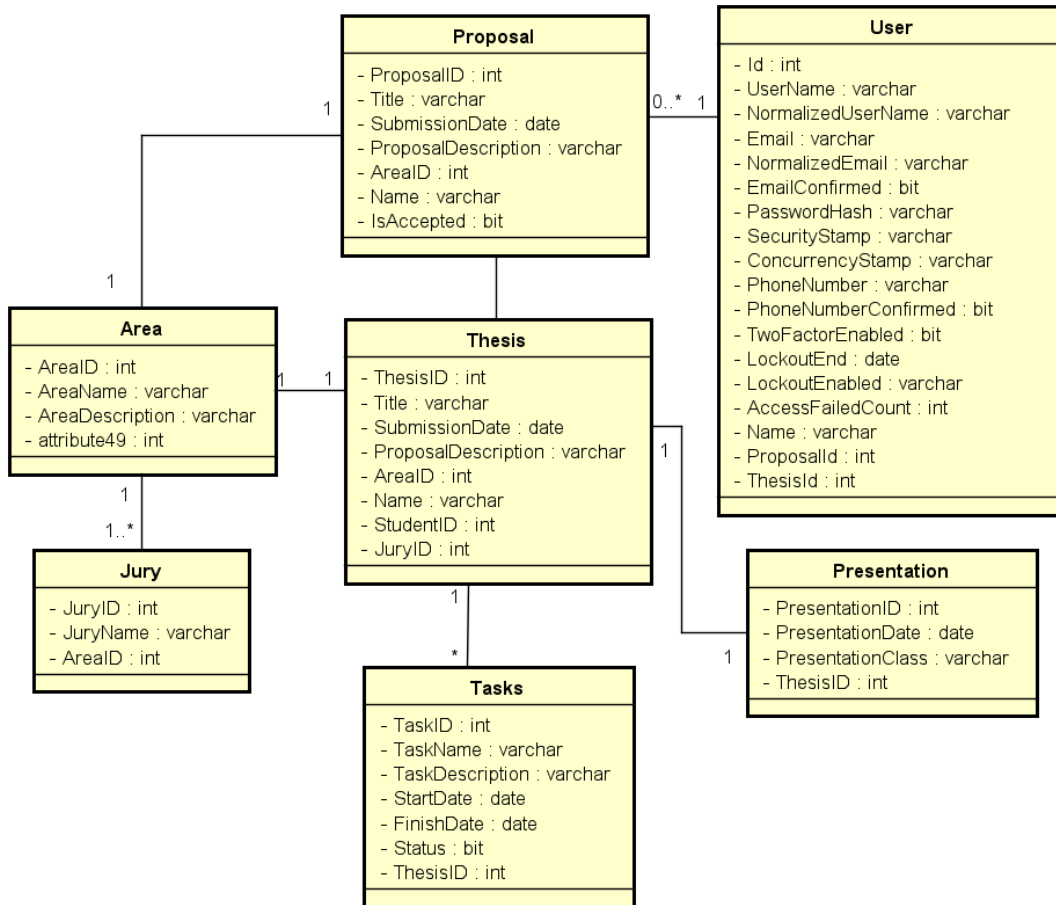 Proposal
- ProposalID : int
- Title : varchar
- SubmissionDate : date
- ProposalDescription : varchar
- AreaID : int
- Name : varchar
- IsAccepted : bit
User
- Id : int
- UserName : varchar
- NormalizedUserName : varchar
- Email : varchar
- NormalizedEmail : varchar
- EmailConfirmed : bit
- PasswordHash : varchar
- SecurityStamp : varchar
- ConcurrencyStamp : varchar
- PhoneNumber : varchar
- PhoneNumberConfirmed : bit
- TwoFactorEnabled : bit
- LockoutEnd : date
- LockoutEnabled : varchar
- AccessFailedCount : int
- Name : varchar
- ProposalId : int
- ThesisId : int
0..* 1
1
1
Area
- AreaID : int
- AreaName : varchar
- AreaDescription : varchar
- attribute49 : int
1 1
Thesis
- ThesisID : int
- Title : varchar
- SubmissionDate : date
- ProposalDescription : varchar
- AreaID : int
- Name : varchar
- StudentID : int
- JuryID : int
1
1..*
Jury
- JuryID : int
- JuryName : varchar
- AreaID : int
1
1
Presentation
- PresentationID : int
- PresentationDate : date
- PresentationClass : varchar
- ThesisID : int
1
*
Tasks
- TaskID : int
- TaskName : varchar
- TaskDescription : varchar
- StartDate : date
- FinishDate : date
- Status : bit
- ThesisID : int